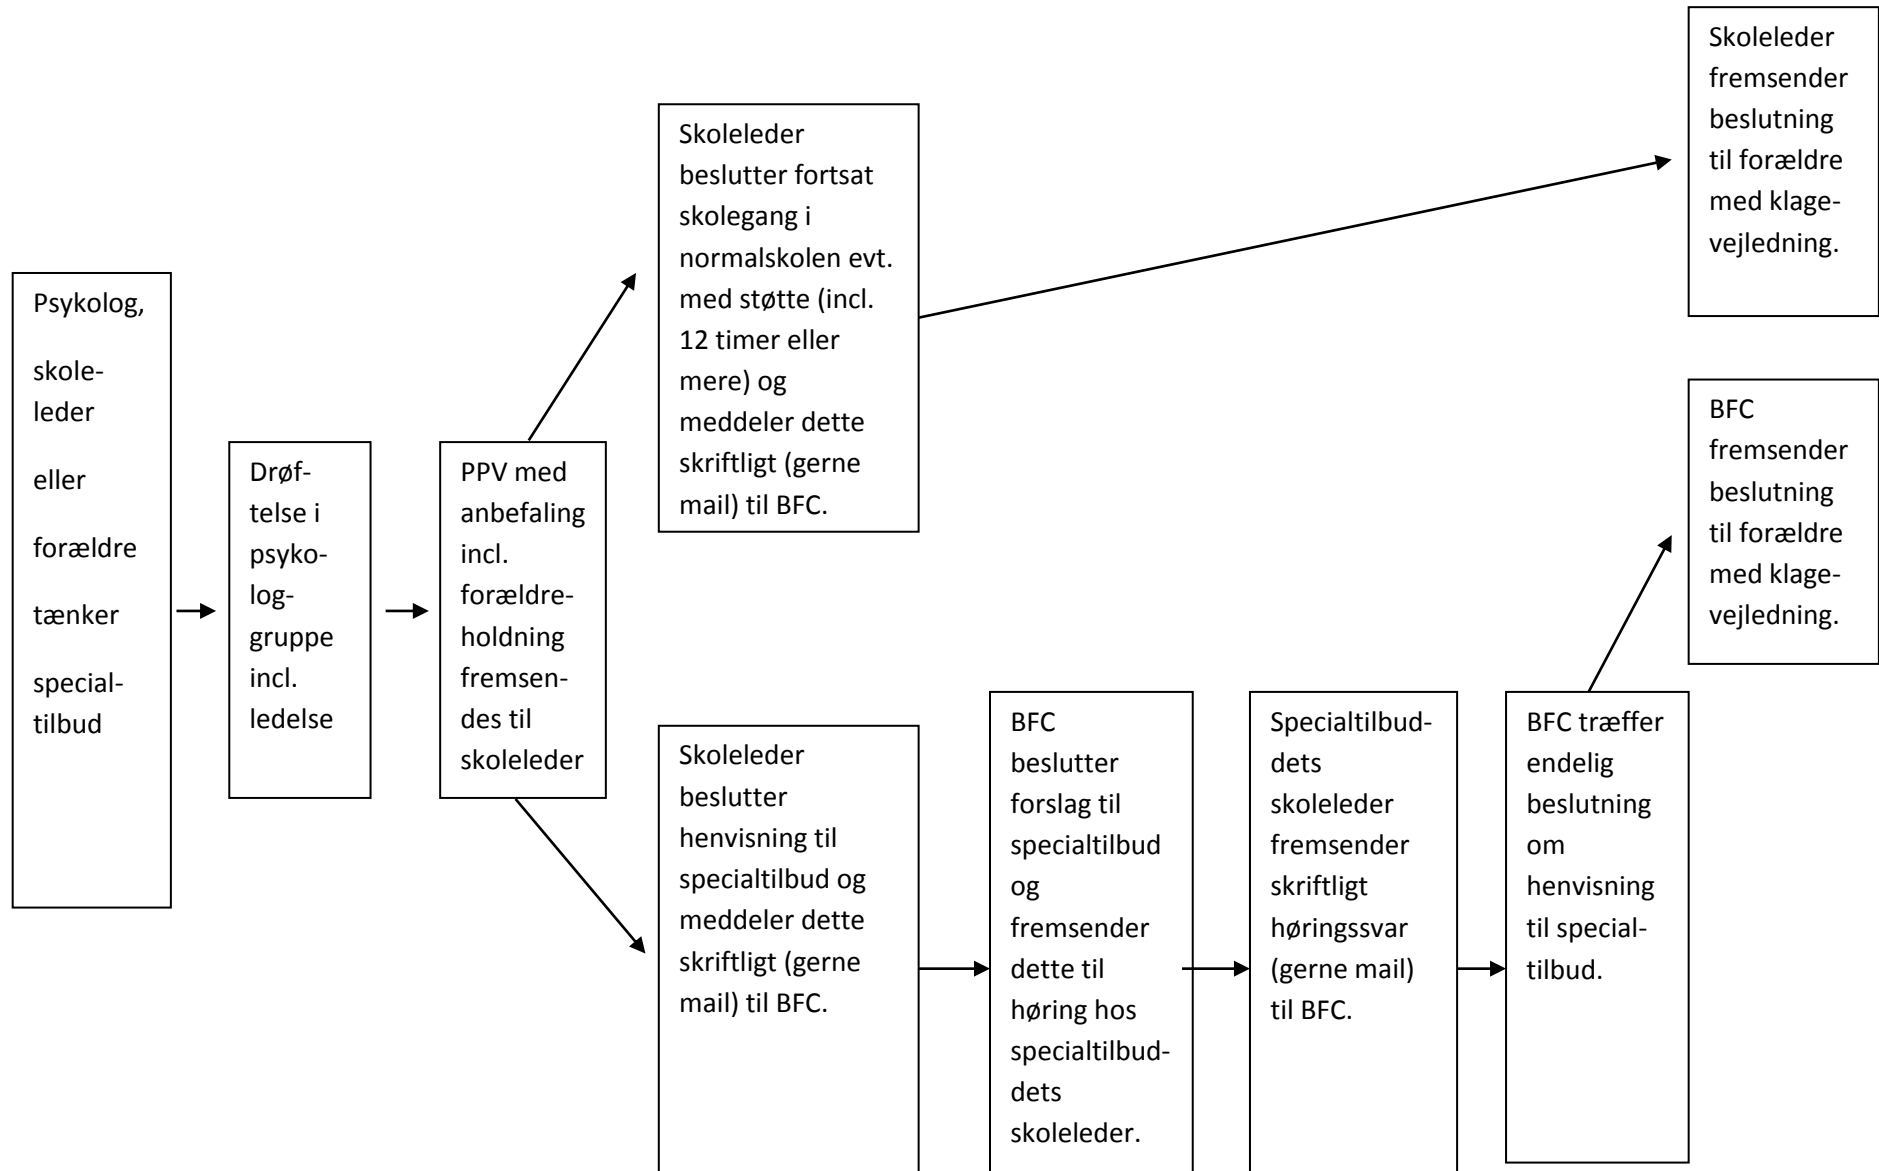 Psykolog,
skole-
leder
eller
forældre
tænker
special-
tilbud
Drøf-
telse i
psyko-
log-
gruppe
incl.
ledelse
PPV med
anbefaling
incl.
forældre-
holdning
fremsen-
des til
skoleleder
Skoleleder
beslutter fortsat
skolegang i
normalskolen evt.
med støtte (incl.
12 timer eller
mere) og
meddeler dette
skriftligt (gerne
mail) til BFC.
Skoleleder
fremsender
beslutning
til forældre
med klage-
vejledning.
Skoleleder
beslutter
henvisning til
specialtilbud og
meddeler dette
skriftligt (gerne
mail) til BFC.
BFC
beslutter
forslag til
specialtilbud
og
fremsender
dette til
høring hos
specialtilbud-
dets
skoleleder.
Specialtilbud-
dets
skoleleder
fremsender
skriftligt
høringssvar
(gerne mail)
til BFC.
BFC træffer
endelig
beslutning
om
henvisning
til special-
tilbud.
BFC
fremsender
beslutning
til forældre
med klage-
vejledning.